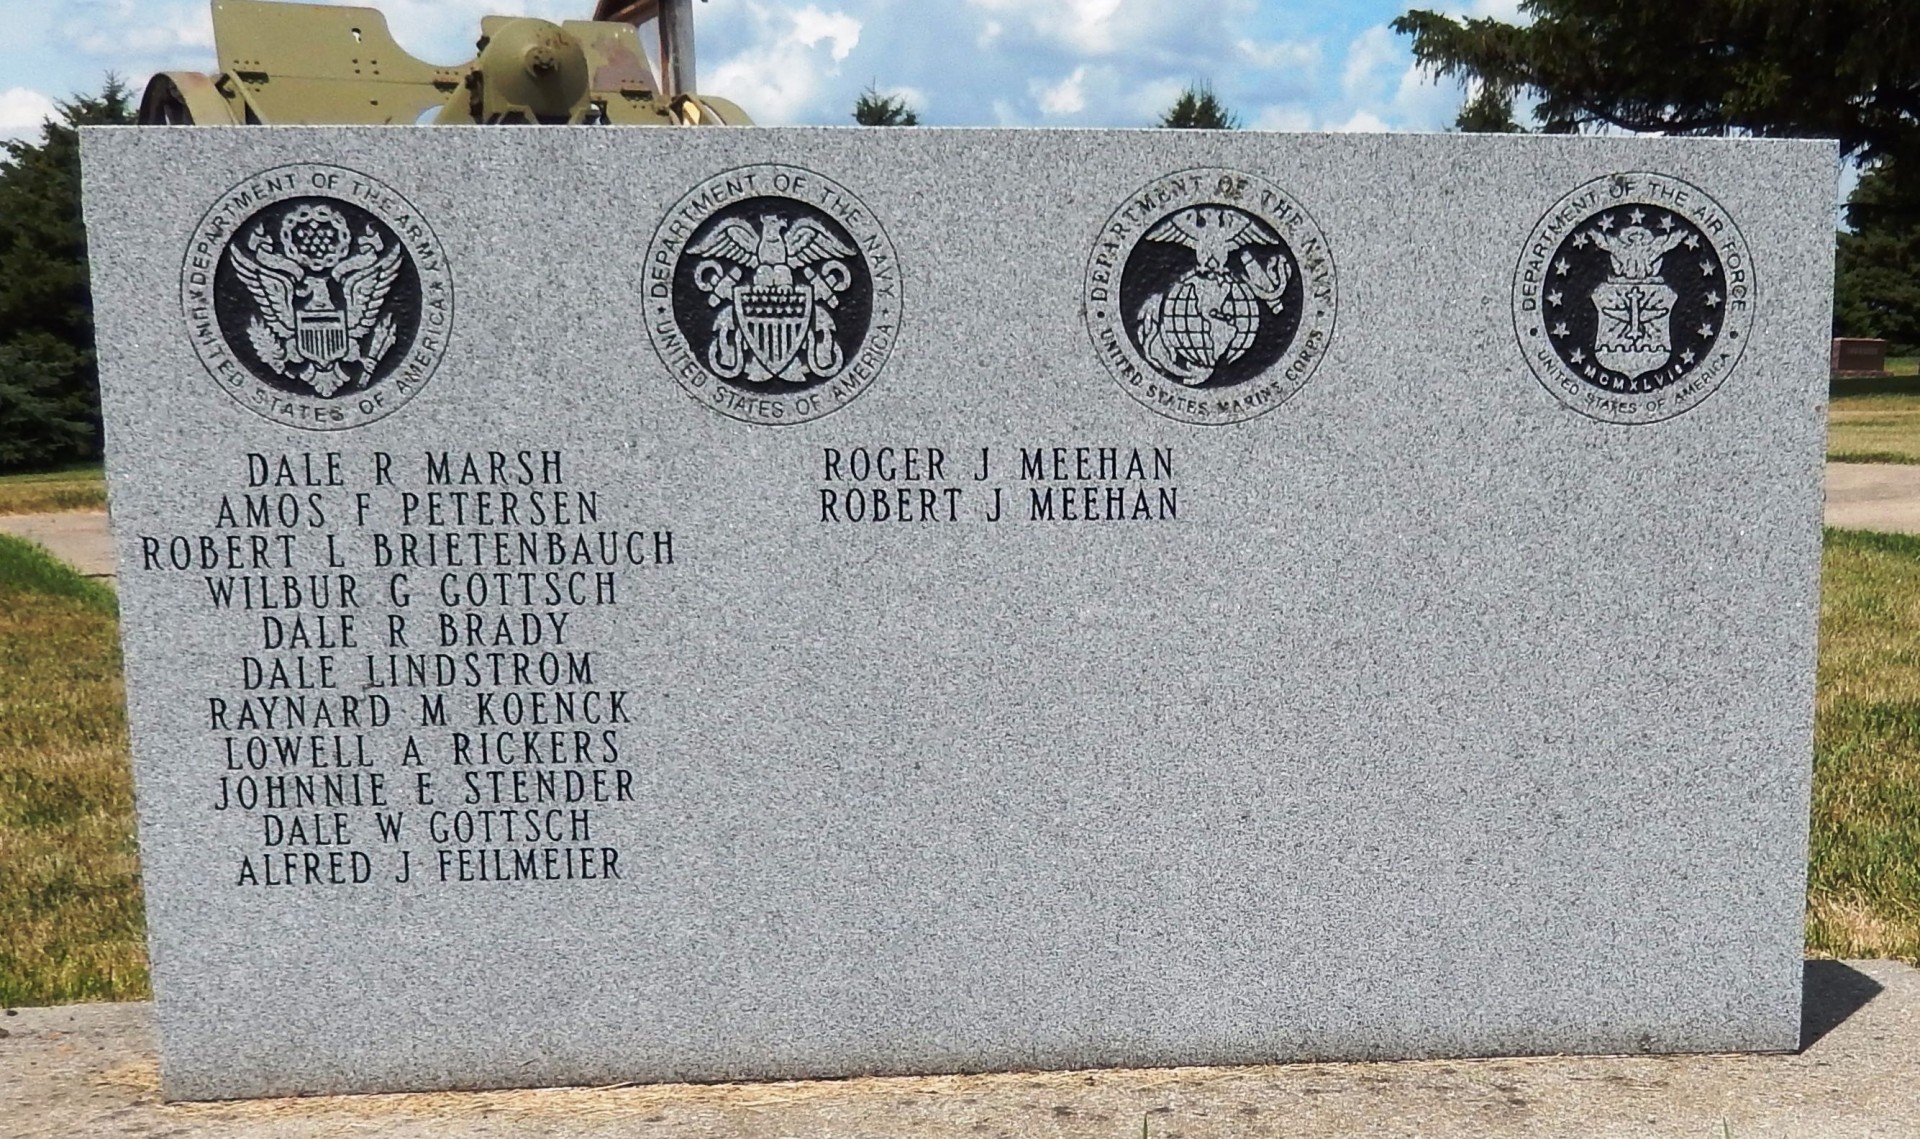 DEPARTMENT OF THE ARMY
UNITED STATES OF AMERICA
DEPARTMENT OF THE NAVY
UNITED STATES OF AMERICA
DEPARTMENT OF THE NAVY
UNITED STATES MARINE CORPS
DEPARTMENT OF THE AIR FORCE
MCMXLVII
UNITED STATES OF AMERICA
DALE R MARSH
AMOS F PETERSEN
ROBERT L BRIETENBAUCH
WILBUR G GOTTSCH
DALE R BRADY
DALE LINDSTROM
RAYNARD M KOENCK
LOWELL A RICKERS
JOHNNIE E STENDER
DALE W GOTTSCH
ALFRED J FEILMEIER
ROGER J MEEHAN
ROBERT J MEEHAN